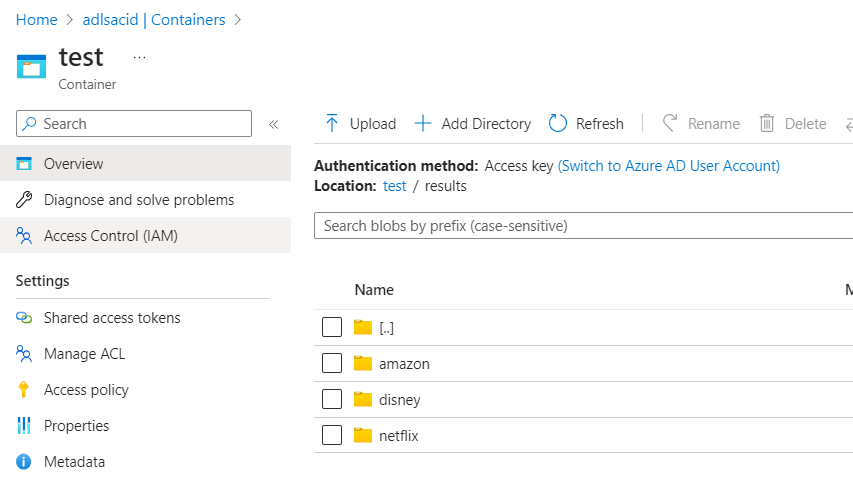 Home > adlsacid | Containers >
test ...
Container
Search «
Overview
Diagnose and solve problems
Access Control (IAM)
Settings
Shared access tokens
Manage ACL
Access policy
Properties
Metadata
Upload Add Directory Refresh Rename Delete
Authentication method: Access key (Switch to Azure AD User Account)
Location: test / results
Search blobs by prefix (case-sensitive)
Name
[..]
amazon
disney
netflix